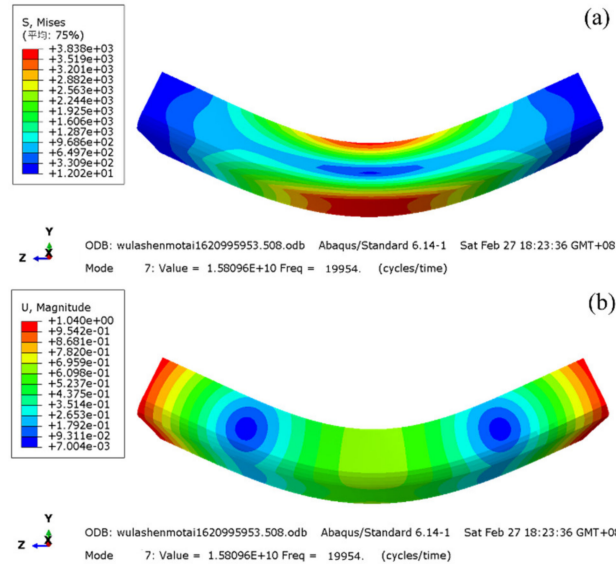 (a)
S, Mises
(平均: 75%)
+3.838e+03
+3.519e+03
+3.201e+03
+2.882e+03
+2.563e+03
+2.244e+03
+1.925e+03
+1.606e+03
+1.287e+03
+9.686e+02
+6.497e+02
+3.309e+02
+1.202e+01
Y
Z X
ODB: wulashenmotai1620995953.508.odb Abaqus/Standard 6.14-1 Sat Feb 27 18:23:36 GMT+08
Mode 7: Value = 1.58096E+10 Freq = 19954. (cycles/time)
(b)
U, Magnitude
+1.040e+00
+9.542e-01
+8.681e-01
+7.820e-01
+6.959e-01
+6.098e-01
+5.237e-01
+4.375e-01
+3.514e-01
+2.653e-01
+1.792e-01
+9.311e-02
+7.004e-03
Y
Z X
ODB: wulashenmotai1620995953.508.odb Abaqus/Standard 6.14-1 Sat Feb 27 18:23:36 GMT+08
Mode 7: Value = 1.58096E+10 Freq = 19954. (cycles/time)